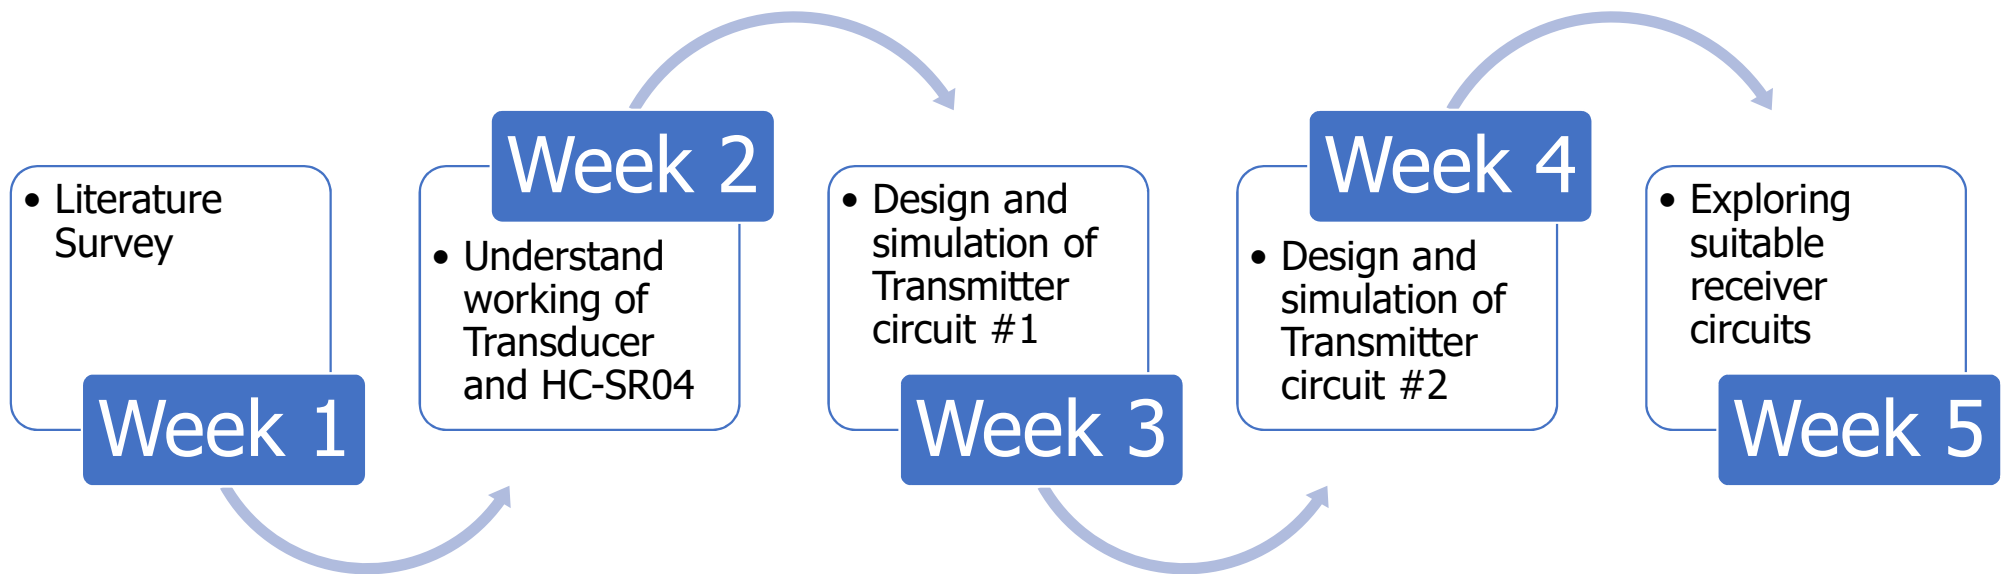 • Literature
Survey
Week 1
Week 2
• Understand
working of
Transducer
and HC-SR04
• Design and
simulation of
Transmitter
circuit #1
Week 3
Week 4
• Design and
simulation of
Transmitter
circuit #2
• Exploring
suitable
receiver
circuits
Week 5